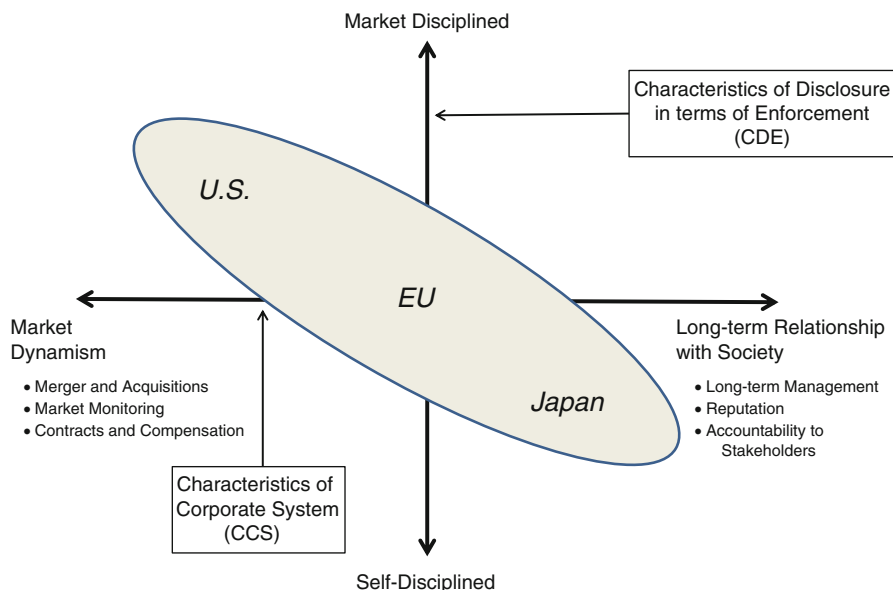 Market Disciplined
Characteristics of Disclosure
in terms of Enforcement
(CDE)
U.S.
EU
Japan
Market
Dynamism
• Merger and Acquisitions
• Market Monitoring
• Contracts and Compensation
Long-term Relationship
with Society
• Long-term Management
• Reputation
• Accountability to
Stakeholders
Characteristics of
Corporate System
(CCS)
Self-Disciplined